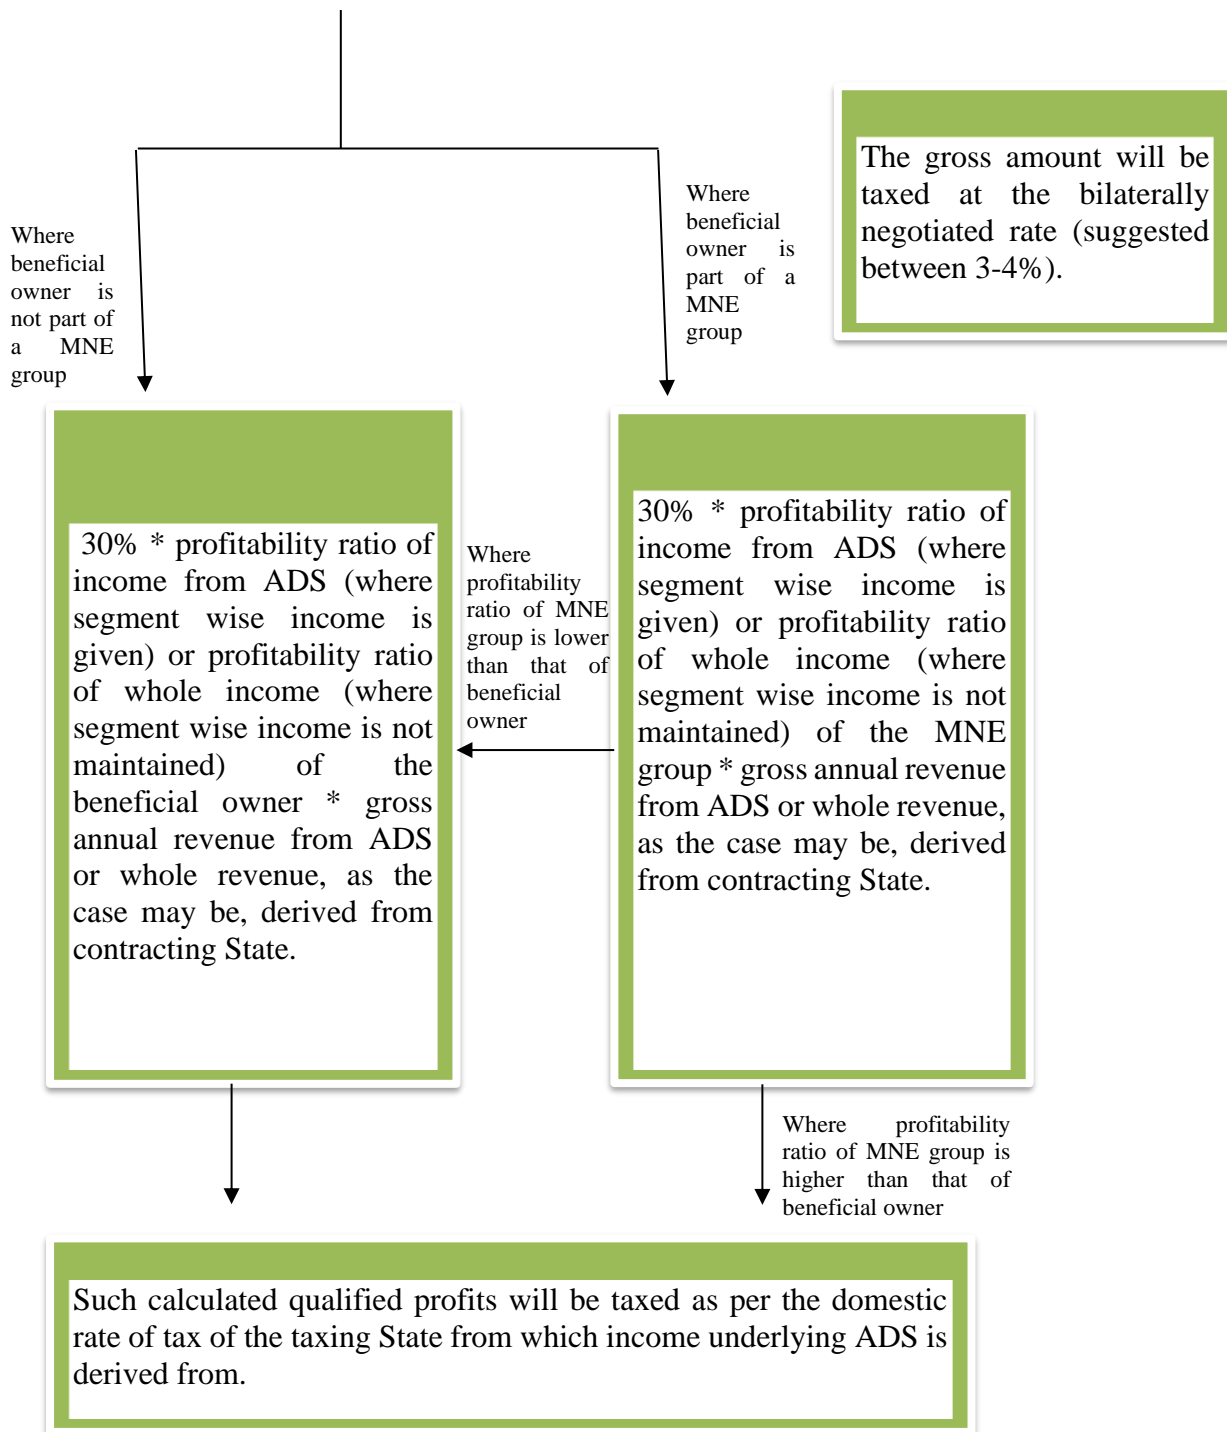 The gross amount will be
taxed at the bilaterally
negotiated rate (suggested
between 3-4%).
Where
beneficial
owner is
not part of
a MNE
group
Where
beneficial
owner is
part of a
MNE
group
30% * profitability ratio of
income from ADS (where
segment wise income is
given) or profitability ratio
of whole income (where
segment wise income is not
maintained) of the
beneficial owner * gross
annual revenue from ADS
or whole revenue, as the
case may be, derived from
contracting State.
Where
profitability
ratio of MNE
group is lower
than that of
beneficial
owner
30% * profitability ratio of
income from ADS (where
segment wise income is
given) or profitability ratio
of whole income (where
segment wise income is not
maintained) of the MNE
group * gross annual revenue
from ADS or whole revenue,
as the case may be, derived
from contracting State.
Where profitability
ratio of MNE group is
higher than that of
beneficial owner
Such calculated qualified profits will be taxed as per the domestic
rate of tax of the taxing State from which income underlying ADS is
derived from.